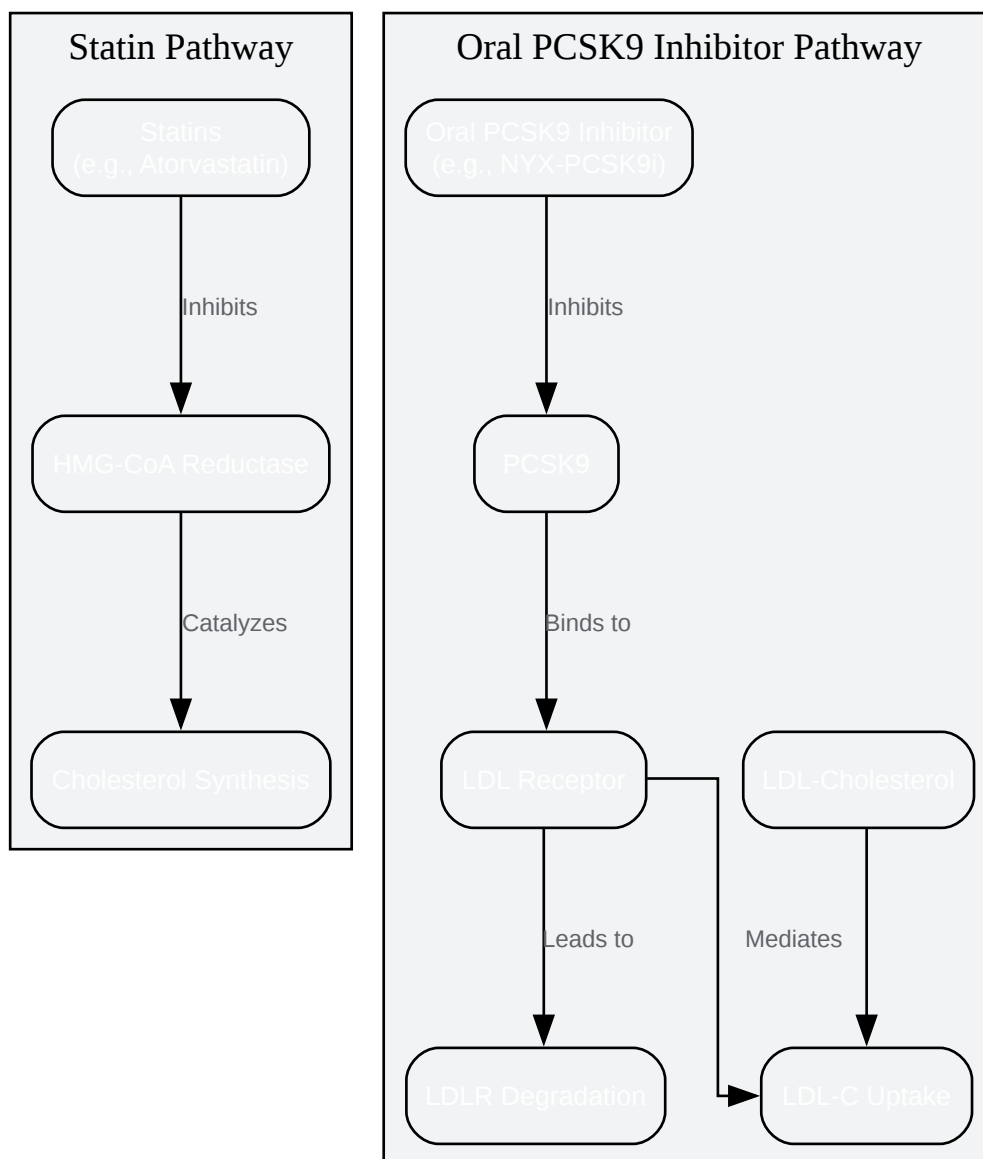 Statin Pathway
Statins
(e.g., Atorvastatin)
Inhibits
HMG-CoA Reductase
Catalyzes
Cholesterol Synthesis
Oral PCSK9 Inhibitor Pathway
Oral PCSK9 Inhibitor
(e.g., NYX-PCSK9i)
Inhibits
PCSK9
Binds to
LDL Receptor
LDL-Cholesterol
Leads to
Mediates
LDLR Degradation
LDL-C Uptake